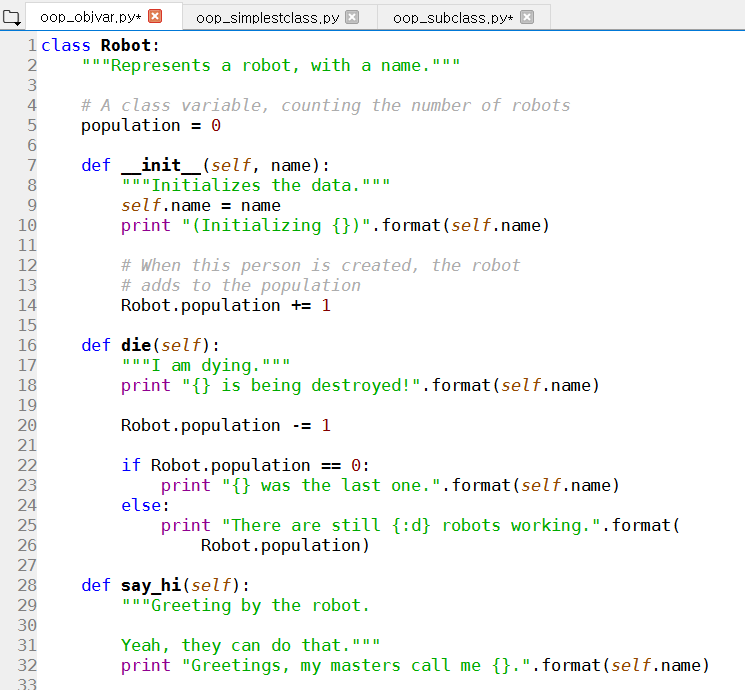 oop_objvar.py* oop_simplestclass.py oop_subclass.py*
1 class Robot:
2     """Represents a robot, with a name."""
3
4     # A class variable, counting the number of robots
5     population = 0
6
7     def __init__(self, name):
8         """Initializes the data."""
9         self.name = name
10         print "(Initializing {})".format(self.name)
11
12         # When this person is created, the robot
13         # adds to the population
14         Robot.population += 1
15
16     def die(self):
17         """I am dying."""
18         print "{} is being destroyed!".format(self.name)
19
20         Robot.population -= 1
21
22         if Robot.population == 0:
23             print "{} was the last one.".format(self.name)
24         else:
25             print "There are still {:d} robots working.".format(
26                 Robot.population)
27
28     def say_hi(self):
29         """Greeting by the robot.
30
31         Yeah, they can do that."""
32         print "Greetings, my masters call me {}.".format(self.name)
33